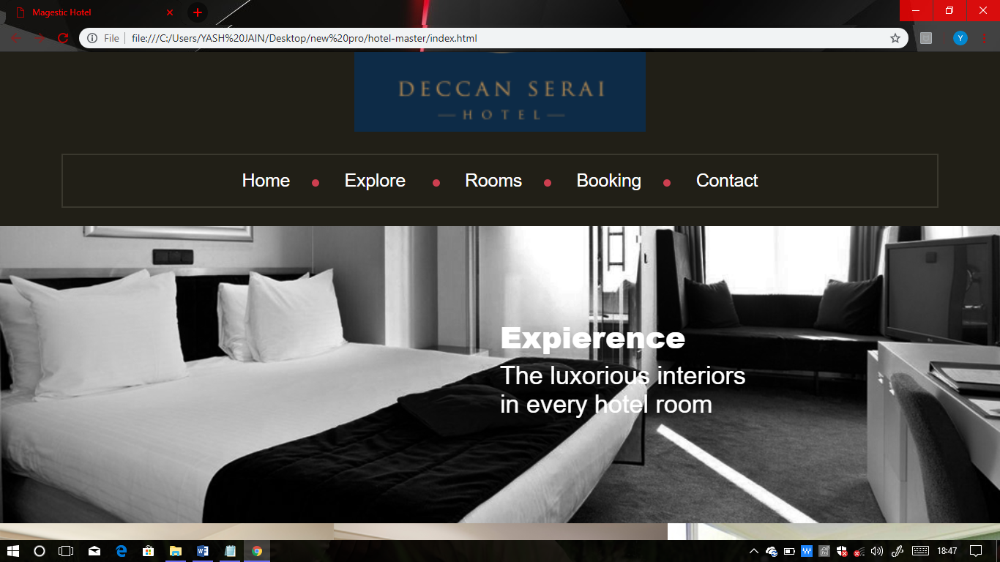 Magestic Hotel
File
file:///C:/Users/YASH%20JAIN/Desktop/new%20pro/hotel-master/index.html
Y
DECCAN SERAI
HOTEL
Home
Explore
Rooms
Booking
Contact
Expierence
The luxorious interiors
in every hotel room
18:47